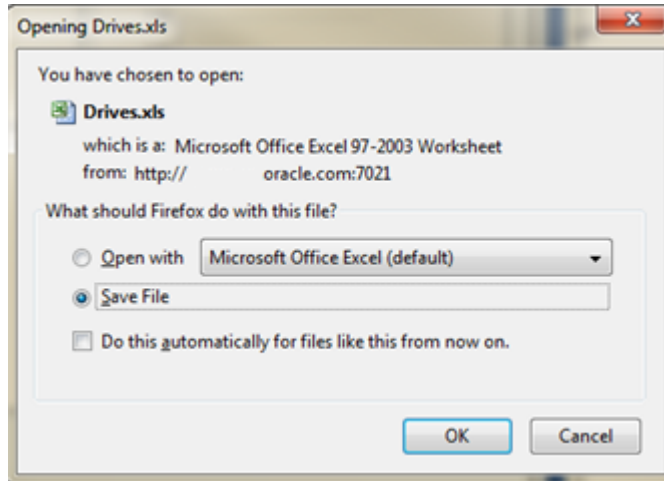 Opening Drives.xls
You have chosen to open:
Drives.xls
which is a: Microsoft Office Excel 97-2003 Worksheet
from: http:// oracle.com:7021
What should Firefox do with this file?
Open with Microsoft Office Excel (default)
Save File
Do this automatically for files like this from now on.
OK Cancel